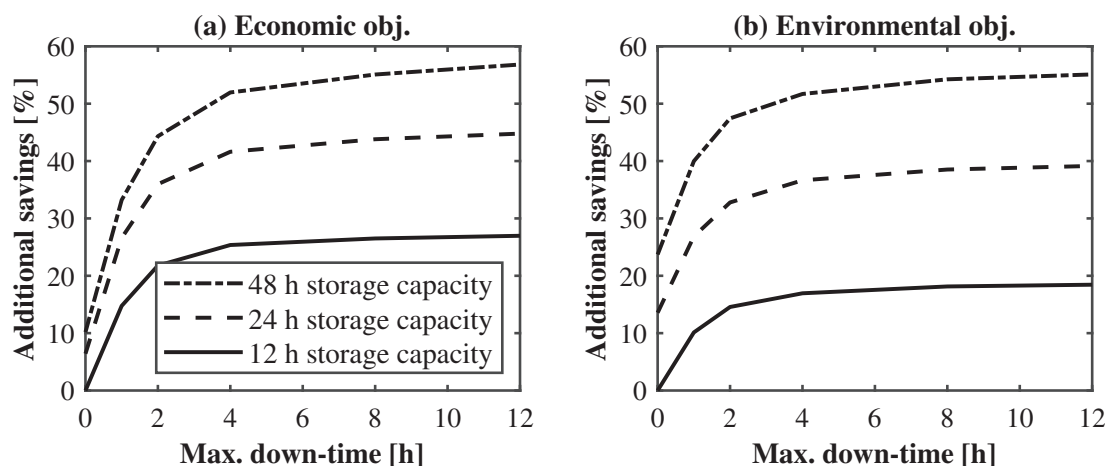 (a) Economic obj.
Additional savings [%]
60
50
40
30
20
10
0
48 h storage capacity
24 h storage capacity
12 h storage capacity
0 2 4 6 8 10 12
Max. down-time [h]
(b) Environmental obj.
Additional savings [%]
60
50
40
30
20
10
0
0 2 4 6 8 10 12
Max. down-time [h]